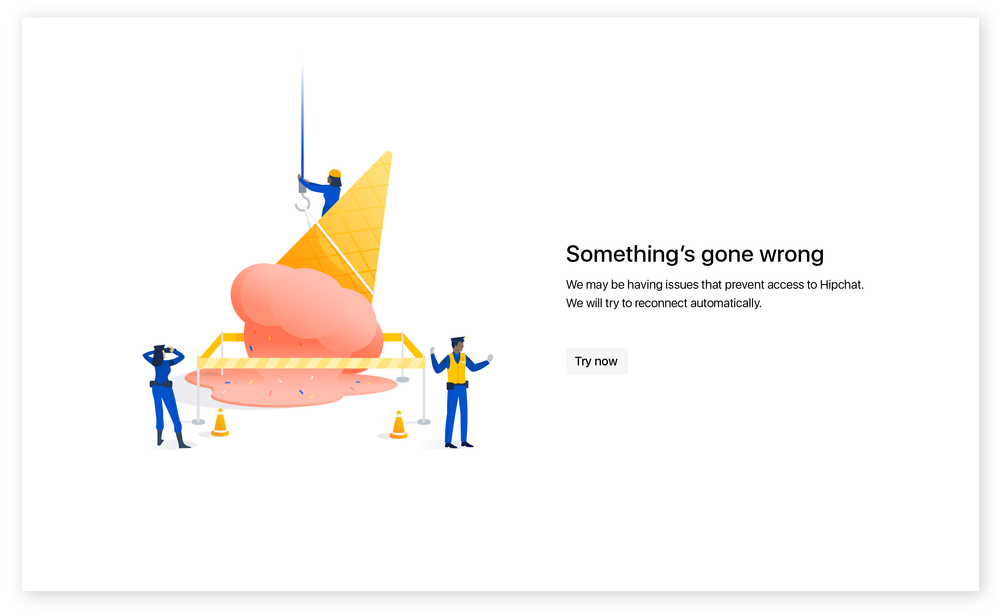 Something’s gone wrong
We may be having issues that prevent access to Hipchat.
We will try to reconnect automatically.
Try now